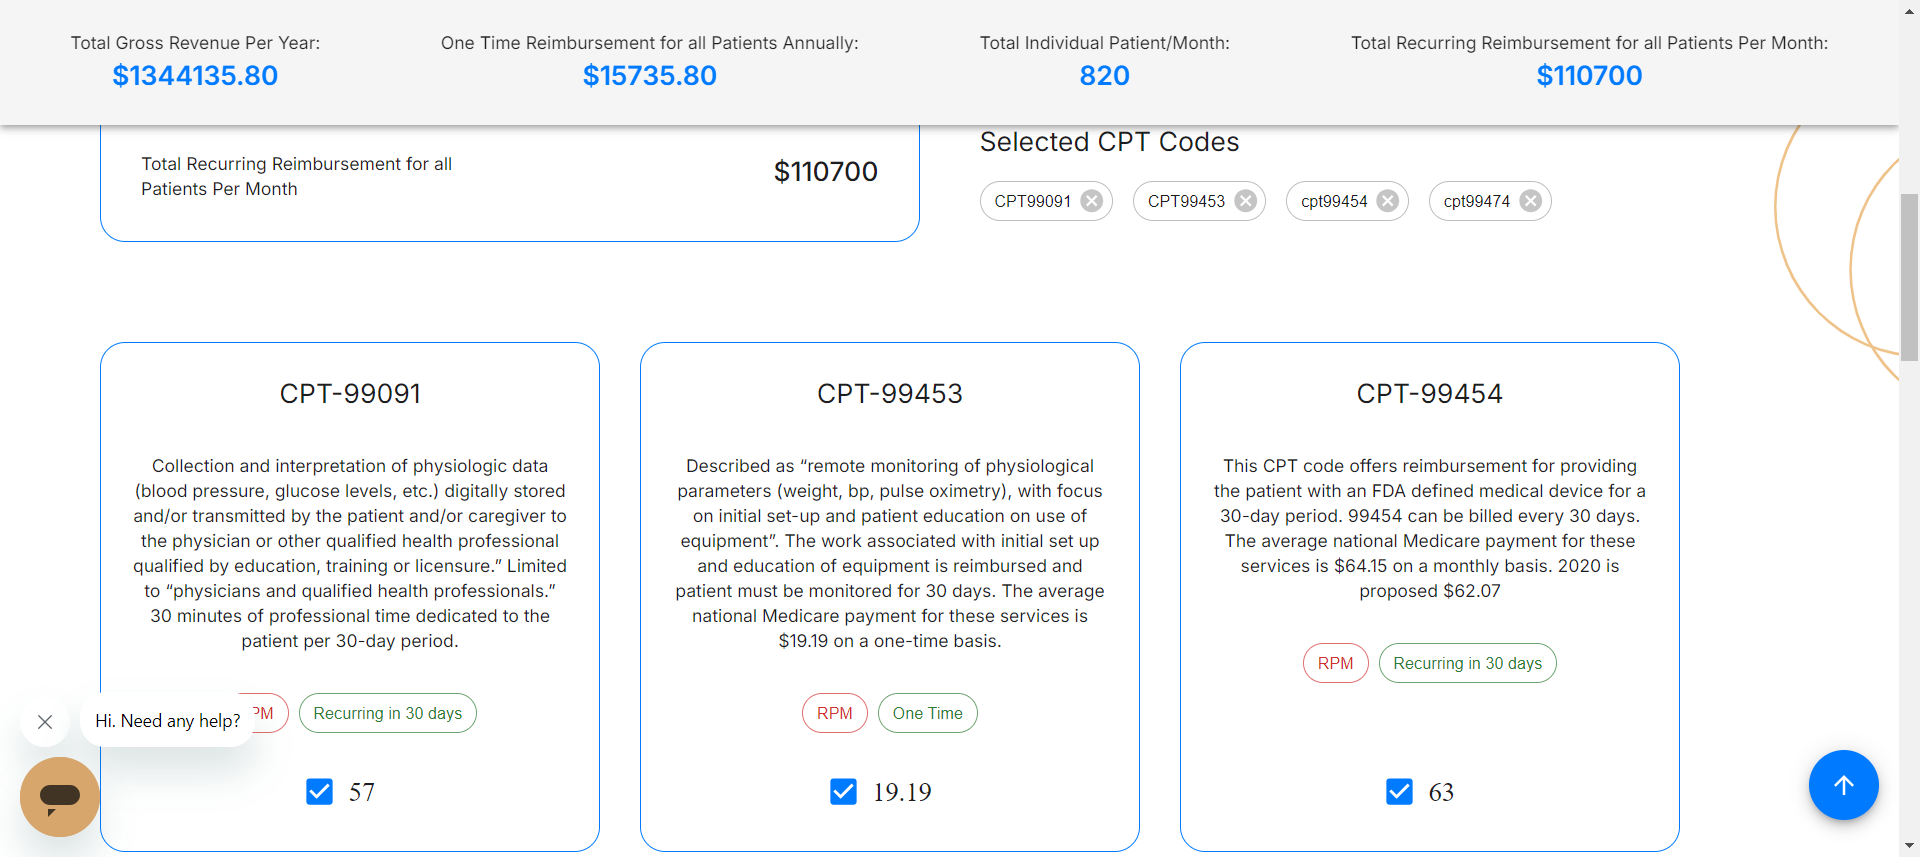 Total Gross Revenue Per Year:
$1344135.80
One Time Reimbursement for all Patients Annually:
$15735.80
Total Individual Patient/Month:
820
Total Recurring Reimbursement for all Patients Per Month:
$110700
Total Recurring Reimbursement for all
Patients Per Month
$110700
Selected CPT Codes
CPT99091
CPT99453
cpt99454
cpt99474
CPT-99091
Collection and interpretation of physiologic data
(blood pressure, glucose levels, etc.) digitally stored
and/or transmitted by the patient and/or caregiver to
the physician or other qualified health professional
qualified by education, training or licensure.” Limited
to “physicians and qualified health professionals.”
30 minutes of professional time dedicated to the
patient per 30-day period.
PM
Recurring in 30 days
57
CPT-99453
Described as “remote monitoring of physiological
parameters (weight, bp, pulse oximetry), with focus
on initial set-up and patient education on use of
equipment”. The work associated with initial set up
and education of equipment is reimbursed and
patient must be monitored for 30 days. The average
national Medicare payment for these services is
$19.19 on a one-time basis.
RPM
One Time
19.19
CPT-99454
This CPT code offers reimbursement for providing
the patient with an FDA defined medical device for a
30-day period. 99454 can be billed every 30 days.
The average national Medicare payment for these
services is $64.15 on a monthly basis. 2020 is
proposed $62.07
RPM
Recurring in 30 days
63
Hi. Need any help?